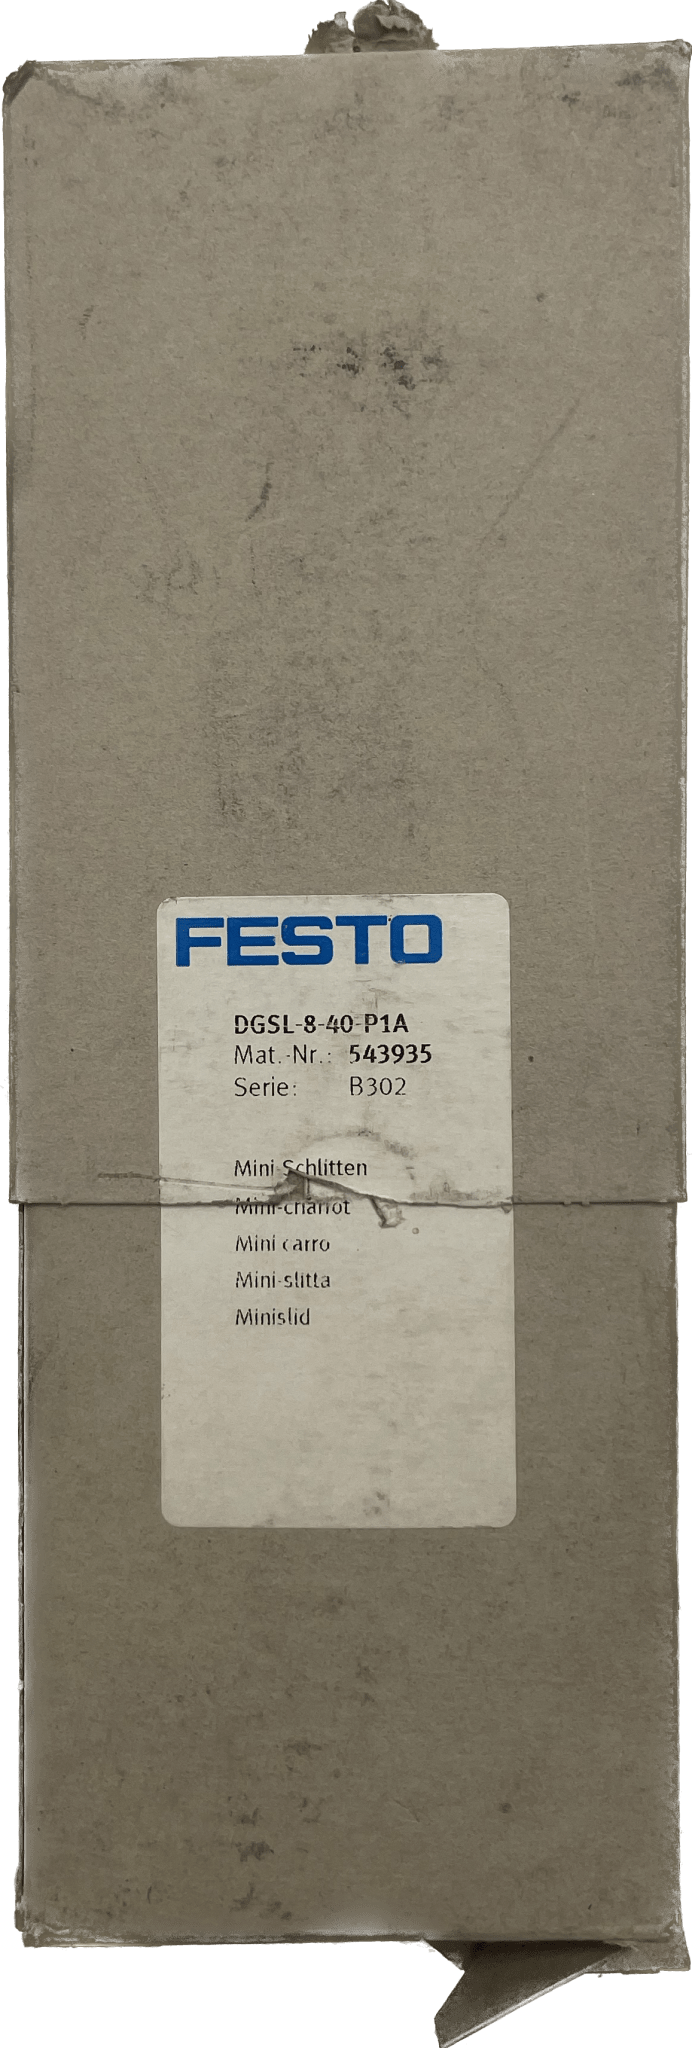 FESTO
DGSL-8-40-P1A
Mat.-Nr.: 543935
Serie: B302
Mini-Schlitten
Mini-chariot
Mini carro
Mini-slitta
Minislid